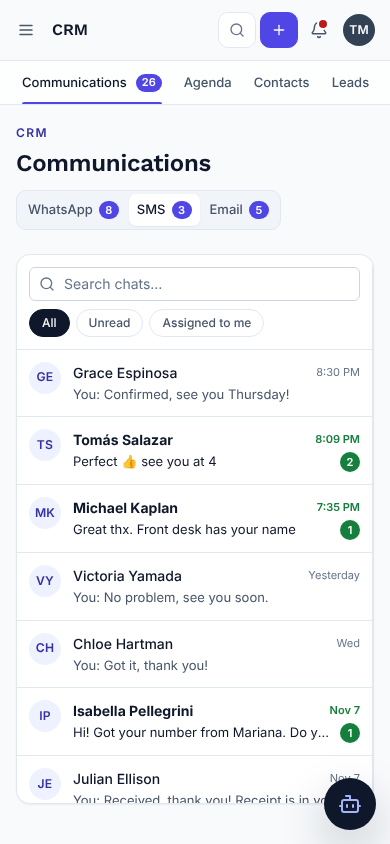 CRM
TM
Communications 26 Agenda Contacts Leads
CRM
Communications
WhatsApp 8 SMS 3 Email 5
Search chats...
All Unread Assigned to me
GE Grace Espinosa 8:30 PM
You: Confirmed, see you Thursday!
TS Tomás Salazar 8:09 PM
Perfect 👍 see you at 4 2
MK Michael Kaplan 7:35 PM
Great thx. Front desk has your name 1
VY Victoria Yamada Yesterday
You: No problem, see you soon.
CH Chloe Hartman Wed
You: Got it, thank you!
IP Isabella Pellegrini Nov 7
Hi! Got your number from Mariana. Do y... 1
JE Julian Ellison Nov 7
You: Received, thank you! Receipt is in